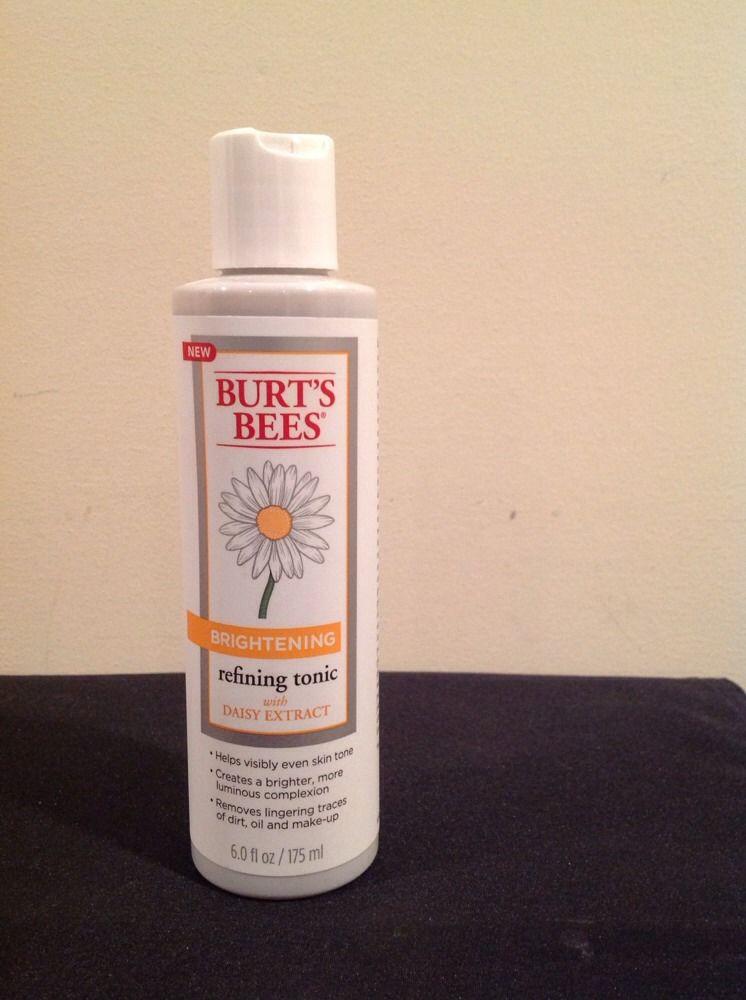 NEW
BURT'S
BEES®
BRIGHTENING
refining tonic
with
DAISY EXTRACT
• Helps visibly even skin tone
• Creates a brighter, more
luminous complexion
• Removes lingering traces
of dirt, oil and make-up
6.0 fl oz / 175 ml